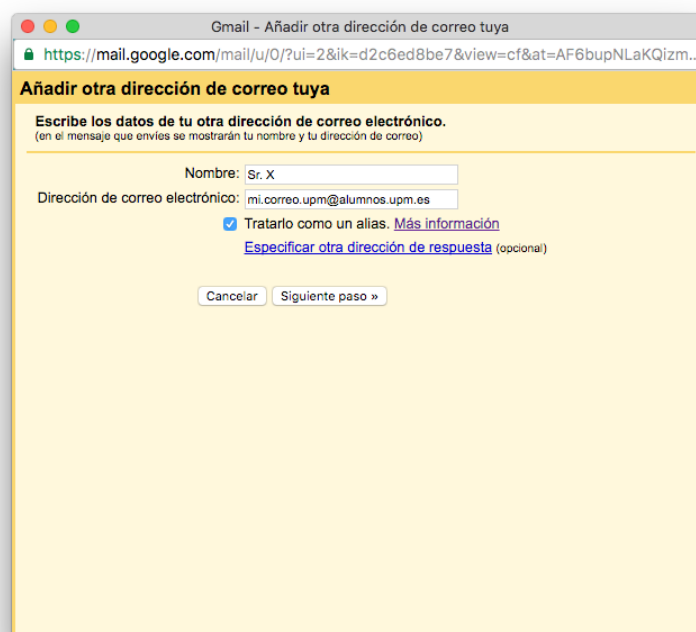 Gmail - Añadir otra dirección de correo tuya
https://mail.google.com/mail/u/0/?ui=2&ik=d2c6ed8be7&view=cf&at=AF6bupNLaKQizm...
Añadir otra dirección de correo tuya
Escribe los datos de tu otra dirección de correo electrónico.
(en el mensaje que envíes se mostrarán tu nombre y tu dirección de correo)
Nombre: Sr. X
Dirección de correo electrónico: mi.correo.upm@alumnos.upm.es
Tratarlo como un alias. Más información
Especificar otra dirección de respuesta (opcional)
Cancelar Siguiente paso »